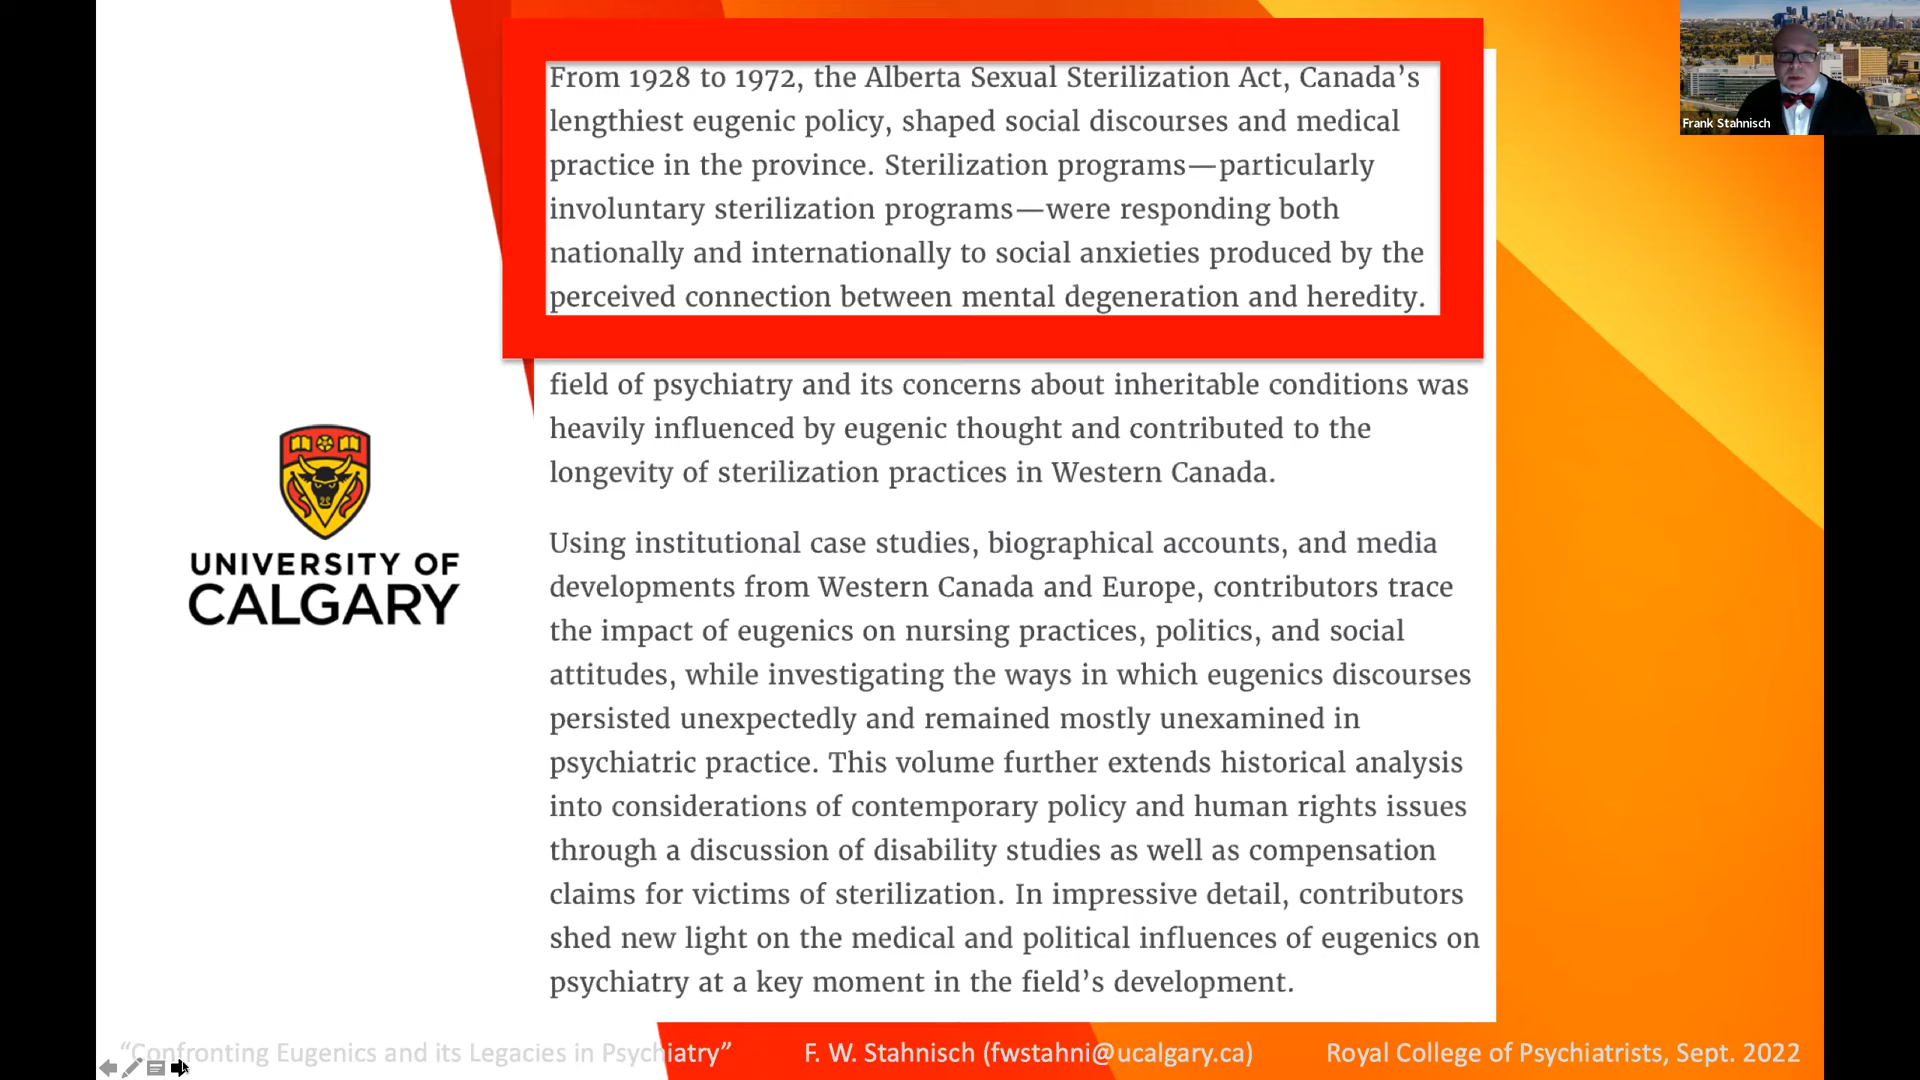 From 1928 to 1972, the Alberta Sexual Sterilization Act, Canada’s
lengthiest eugenic policy, shaped social discourses and medical
practice in the province. Sterilization programs—particularly
involuntary sterilization programs—were responding both
nationally and internationally to social anxieties produced by the
perceived connection between mental degeneration and heredity.
field of psychiatry and its concerns about inheritable conditions was
heavily influenced by eugenic thought and contributed to the
longevity of sterilization practices in Western Canada.
Using institutional case studies, biographical accounts, and media
developments from Western Canada and Europe, contributors trace
the impact of eugenics on nursing practices, politics, and social
attitudes, while investigating the ways in which eugenics discourses
persisted unexpectedly and remained mostly unexamined in
psychiatric practice. This volume further extends historical analysis
into considerations of contemporary policy and human rights issues
through a discussion of disability studies as well as compensation
claims for victims of sterilization. In impressive detail, contributors
shed new light on the medical and political influences of eugenics on
psychiatry at a key moment in the field’s development.
UNIVERSITY OF
CALGARY
Frank Stahnisch
“Confronting Eugenics and its Legacies in Psychiatry” F. W. Stahnisch (fwstahni@ucalgary.ca) Royal College of Psychiatrists, Sept. 2022